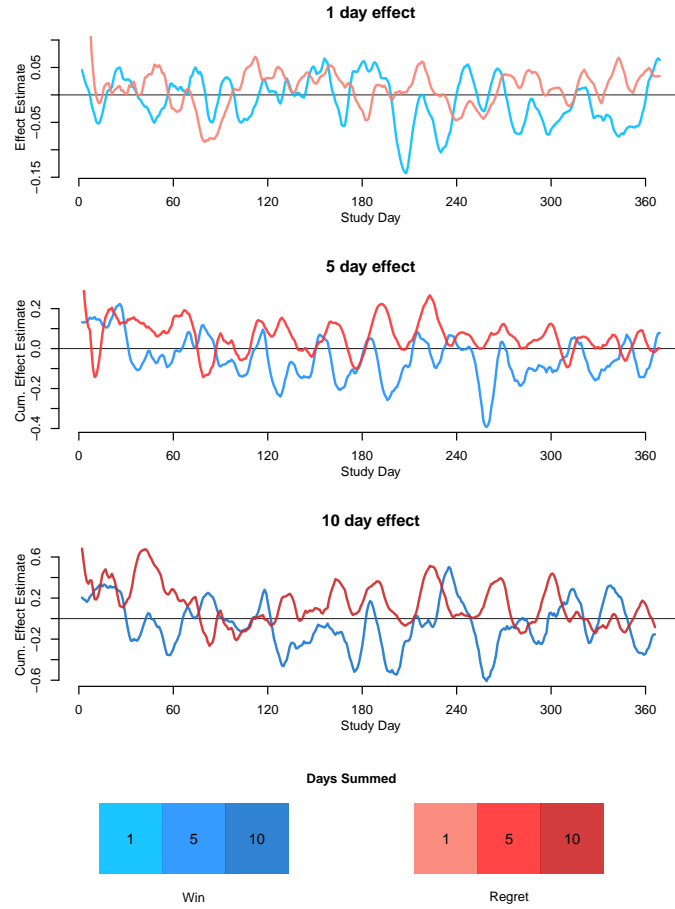 1 day effect
Effect Estimate
0.05
−0.05
−0.15
0 60 120 180 240 300 360
Study Day
5 day effect
Cum. Effect Estimate
0.2
0.0
−0.2
−0.4
0 60 120 180 240 300 360
Study Day
10 day effect
Cum. Effect Estimate
0.6
0.2
−0.2
−0.6
0 60 120 180 240 300 360
Study Day
Days Summed
1 5 10 1 5 10
Win Regret